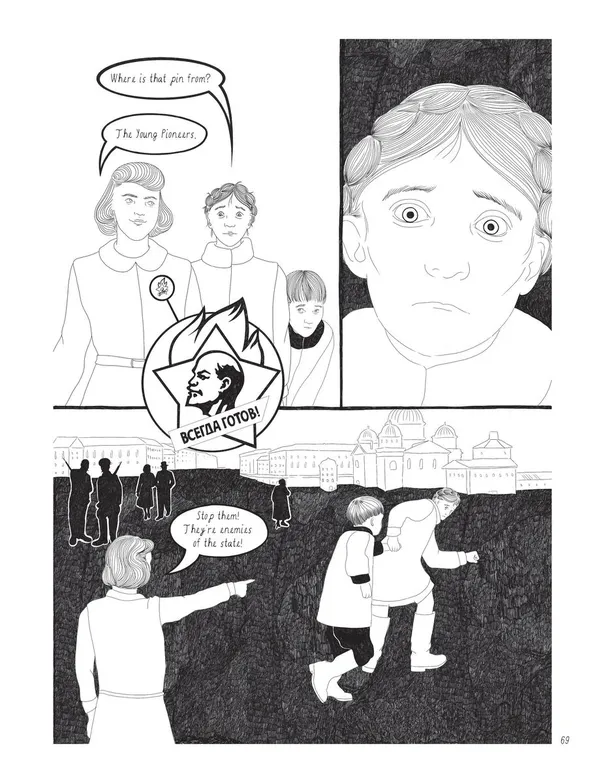 Where is that pin from?
The Young Pioneers.
ВСЕГДА ГОТОВ!
Stop them!
They're enemies
of the state!
69